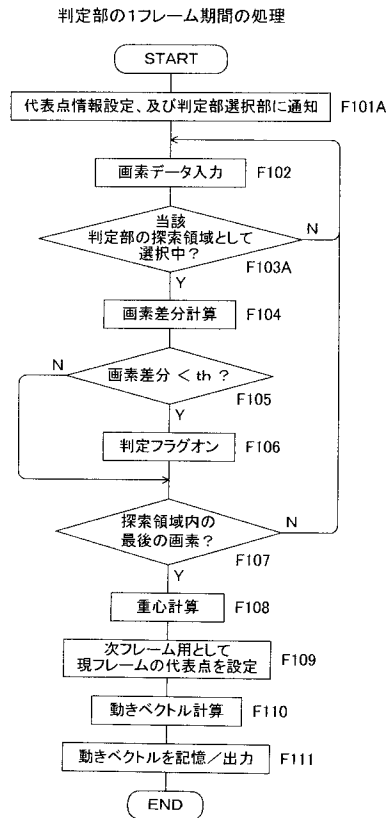 判定部の1フレーム期間の処理
START
代表点情報設定、及び判定部選択部に通知 F101A
画素データ入力 F102
当該
判定部の探索領域として
選択中？
N
F103A
Y
画素差分計算 F104
N
画素差分 < th ?
F105
Y
判定フラグオン F106
探索領域内の
最後の画素？
N
F107
Y
重心計算 F108
次フレーム用として
現フレームの代表点を設定 F109
動きベクトル計算 F110
動きベクトルを記憶／出力 F111
END